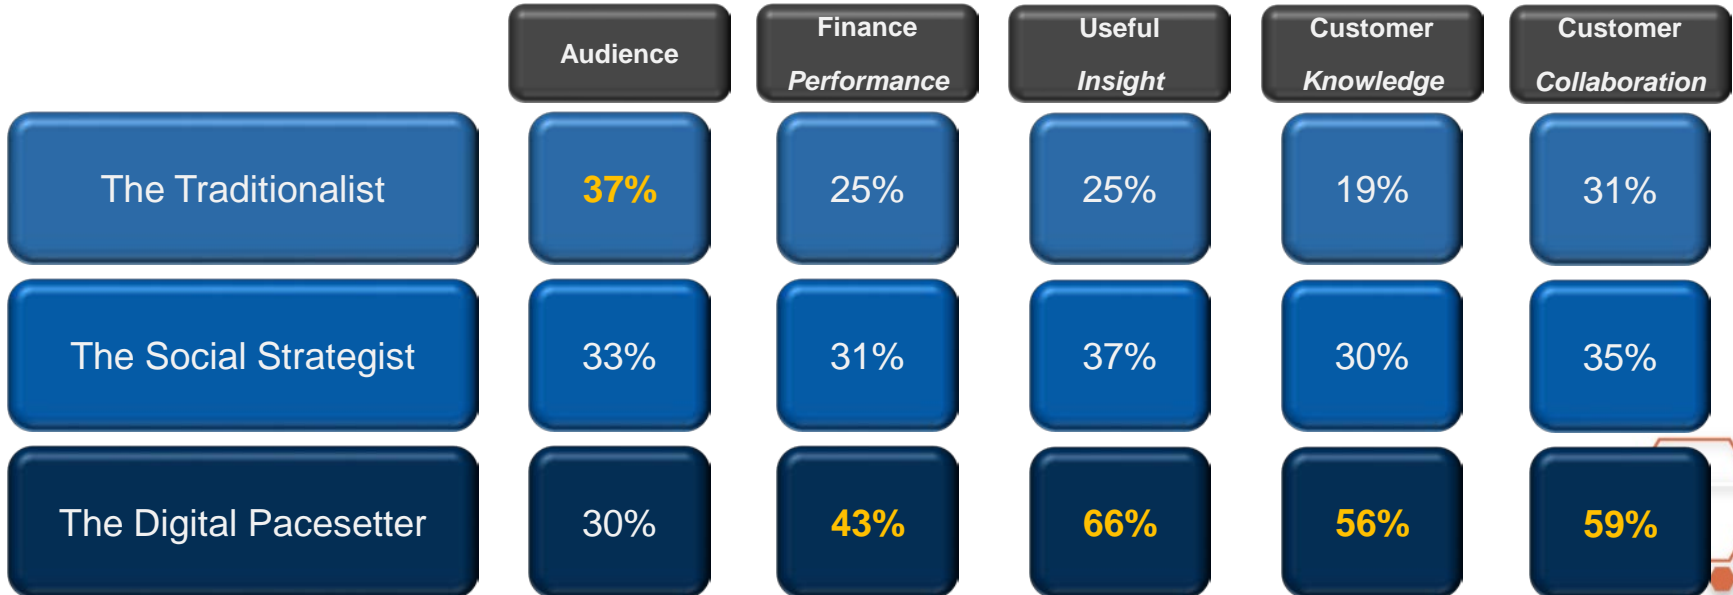 Audience
Finance
Performance
Useful
Insight
Customer
Knowledge
Customer
Collaboration
The Traditionalist
37%
25%
25%
19%
31%
The Social Strategist
33%
31%
37%
30%
35%
The Digital Pacesetter
30%
43%
66%
56%
59%